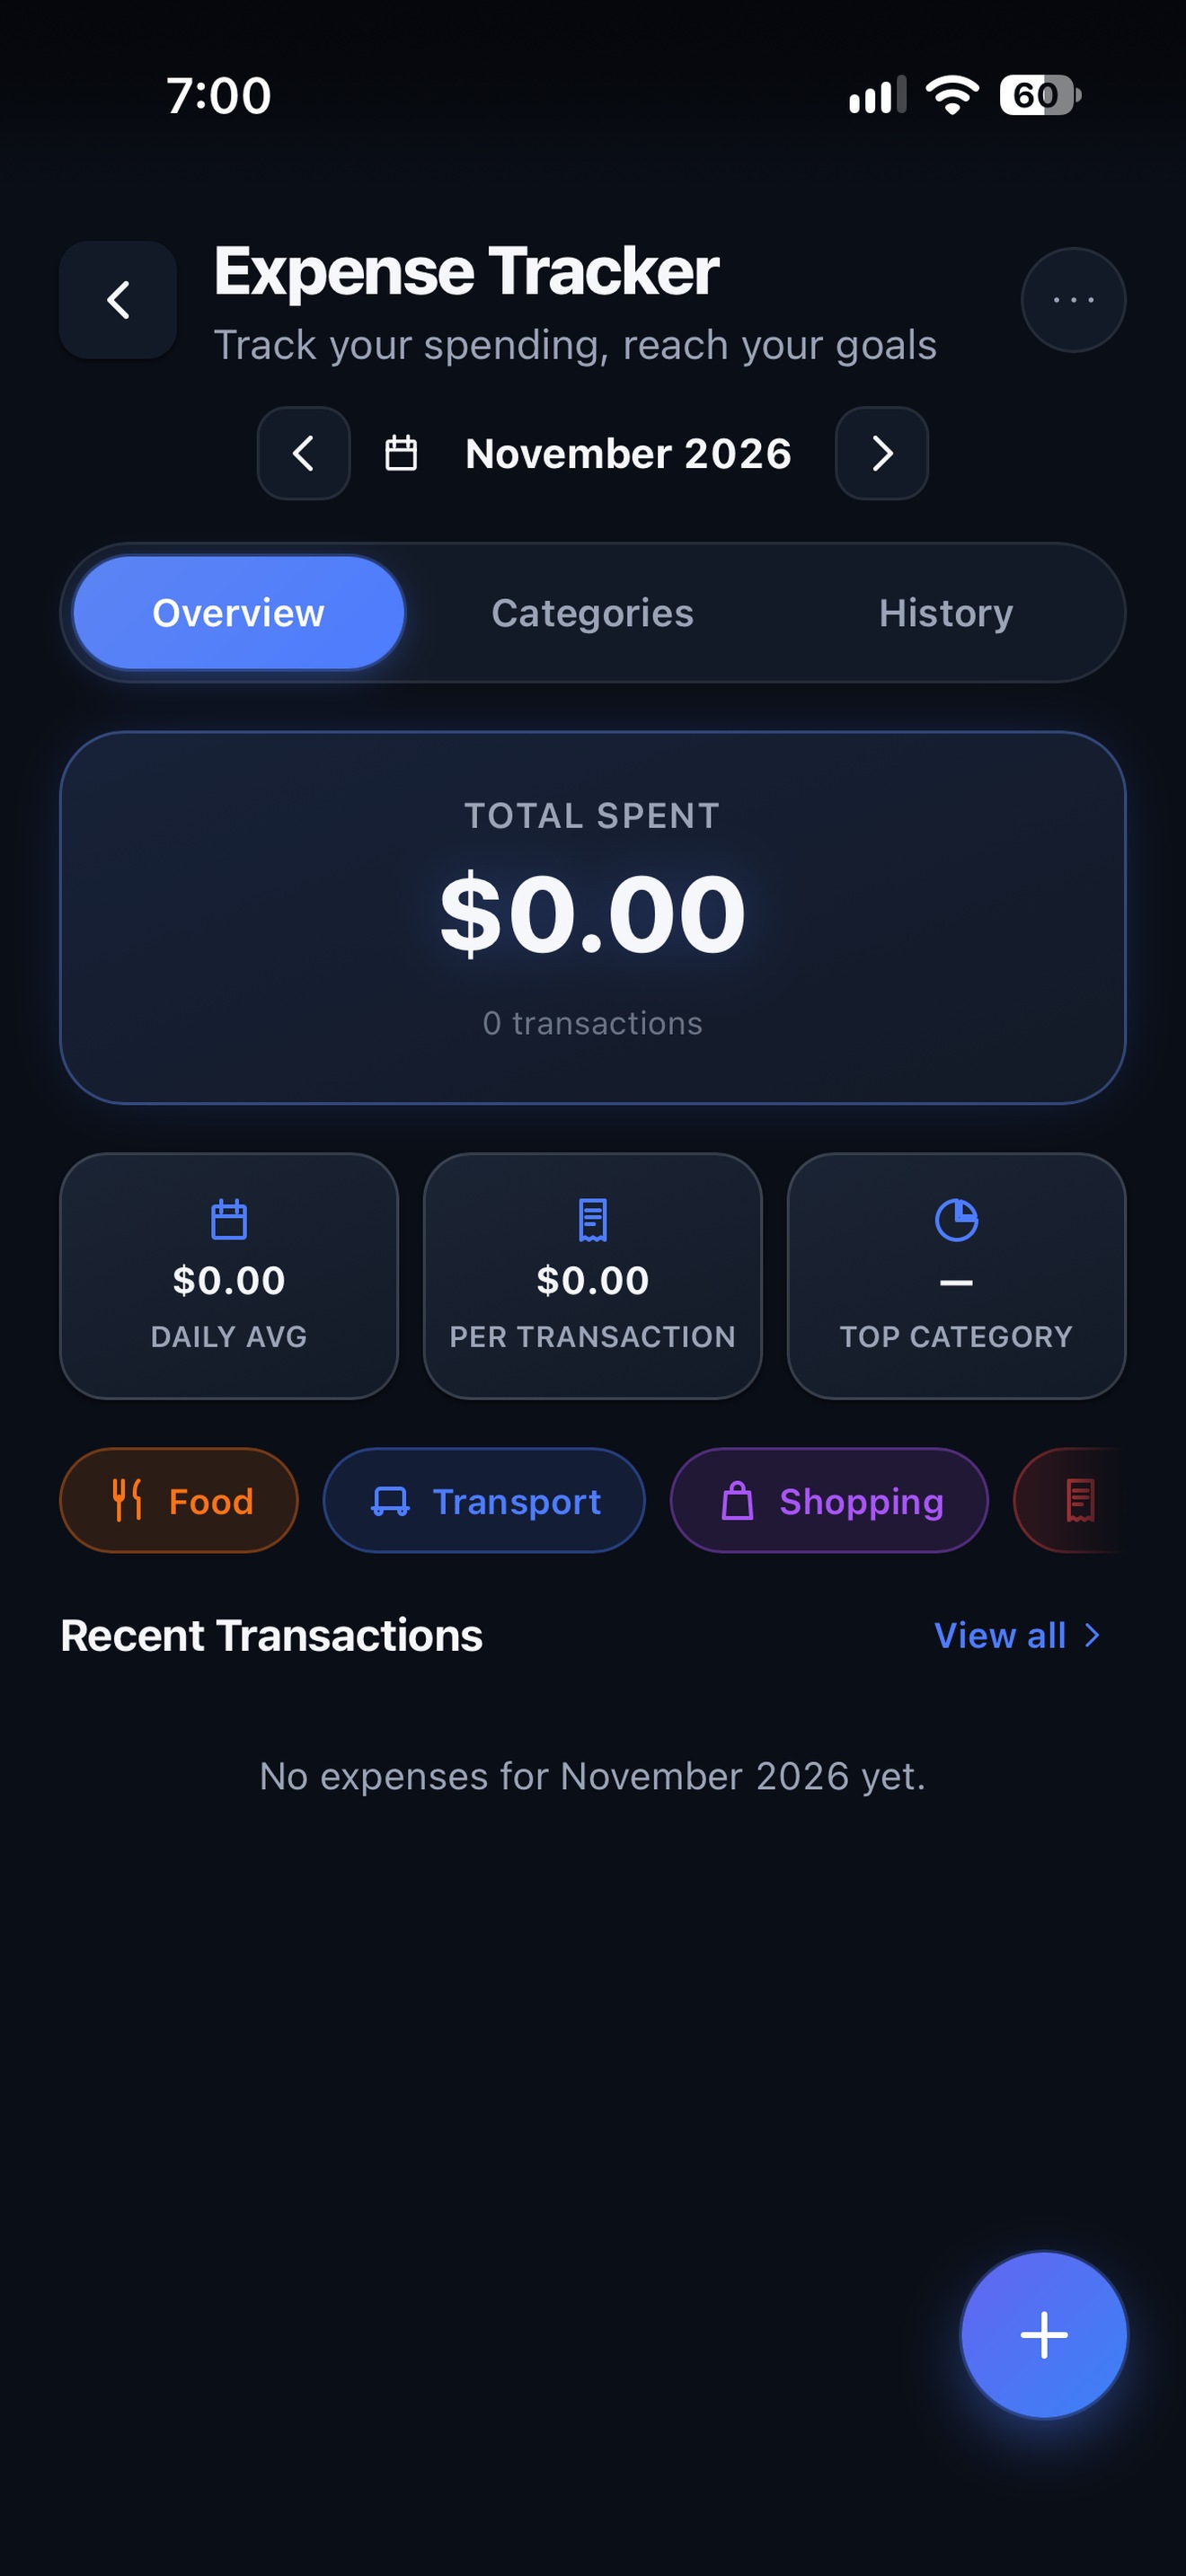 7:00
60
Expense Tracker
Track your spending, reach your goals
November 2026
Overview
Categories
History
TOTAL SPENT
$0.00
0 transactions
$0.00
DAILY AVG
$0.00
PER TRANSACTION
—
TOP CATEGORY
Food
Transport
Shopping
Recent Transactions
View all
No expenses for November 2026 yet.